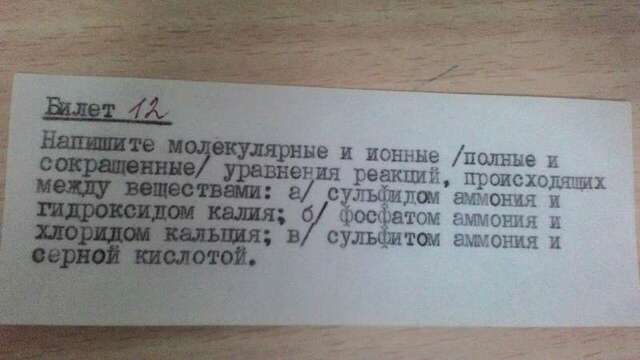 Билет 12
Напишите молекулярные и ионные /полные и
сокращенные/ уравнения реакций, происходящих
между веществами: а/ сульфидом аммония и
гидроксидом калия; б/ фосфатом аммония и
хлоридом кальция; в/ сульфитом аммония и
серной кислотой.